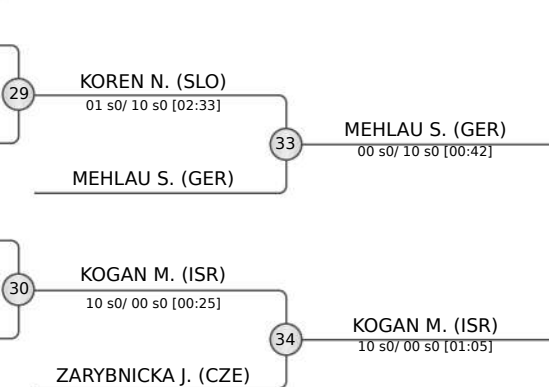 29
KOREN N. (SLO)
01 s0/ 10 s0 [02:33]
33
MEHLAU S. (GER)
00 s0/ 10 s0 [00:42]
MEHLAU S. (GER)
30
KOGAN M. (ISR)
10 s0/ 00 s0 [00:25]
34
KOGAN M. (ISR)
10 s0/ 00 s0 [01:05]
ZARYBNICKA J. (CZE)